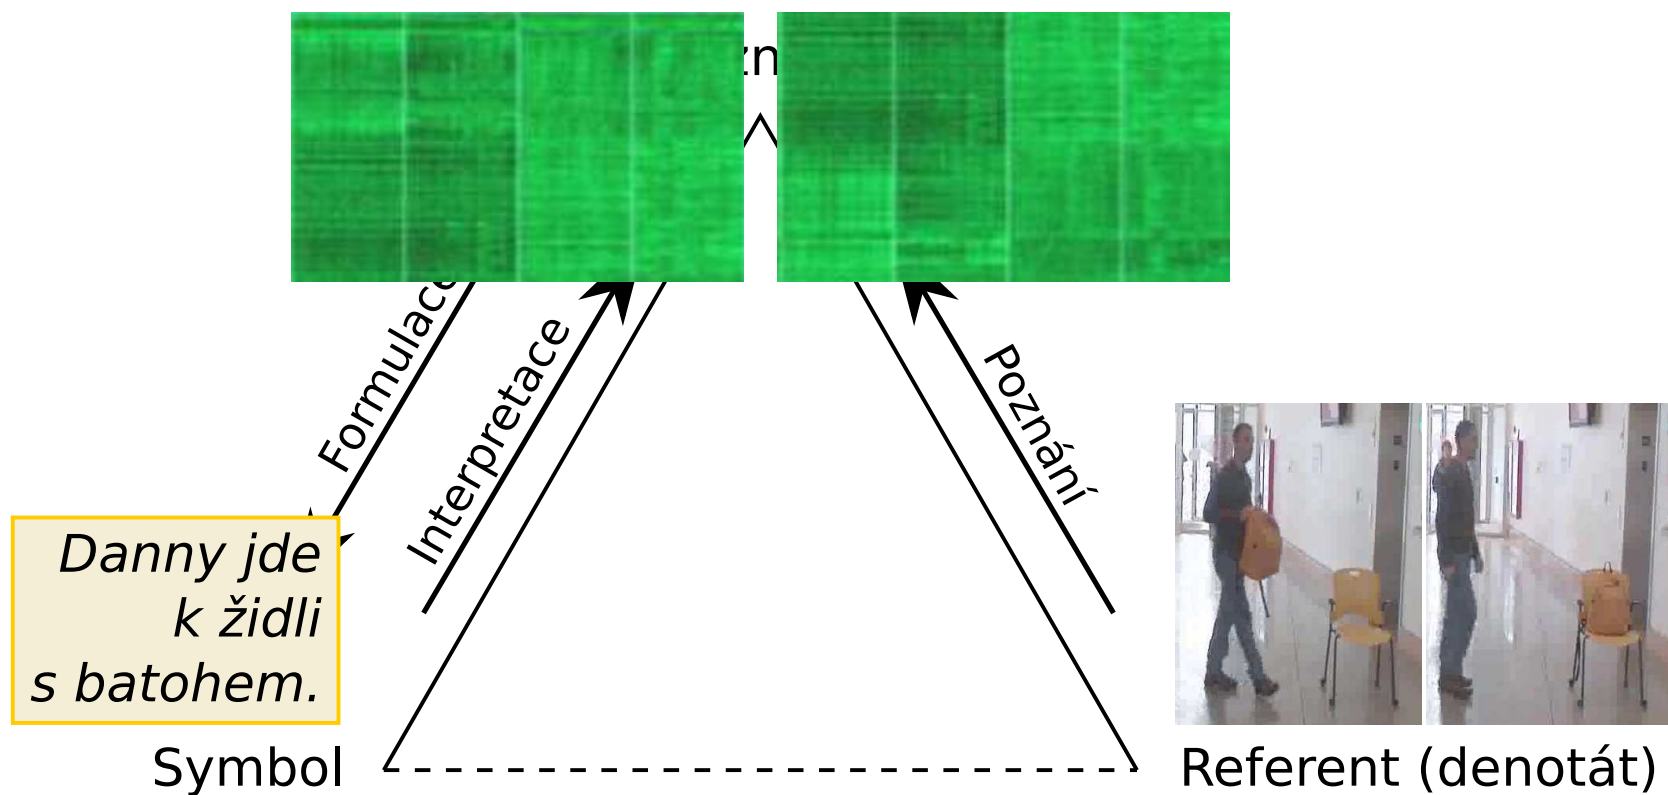 Formulace
Interpretace
Poznání
Danny jde
k židli
s batohem.
Symbol
Referent (denotát)